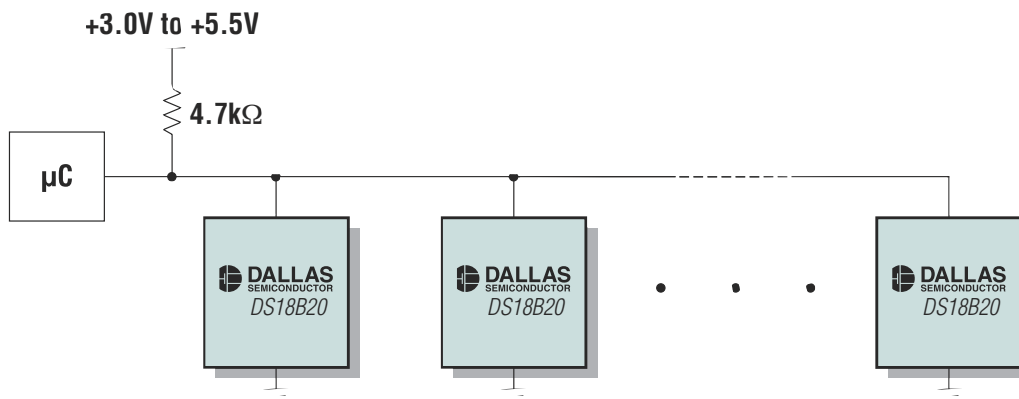 +3.0V to +5.5V
4.7kΩ
µC
DALLAS
SEMICONDUCTOR
DS18B20
DALLAS
SEMICONDUCTOR
DS18B20
DALLAS
SEMICONDUCTOR
DS18B20